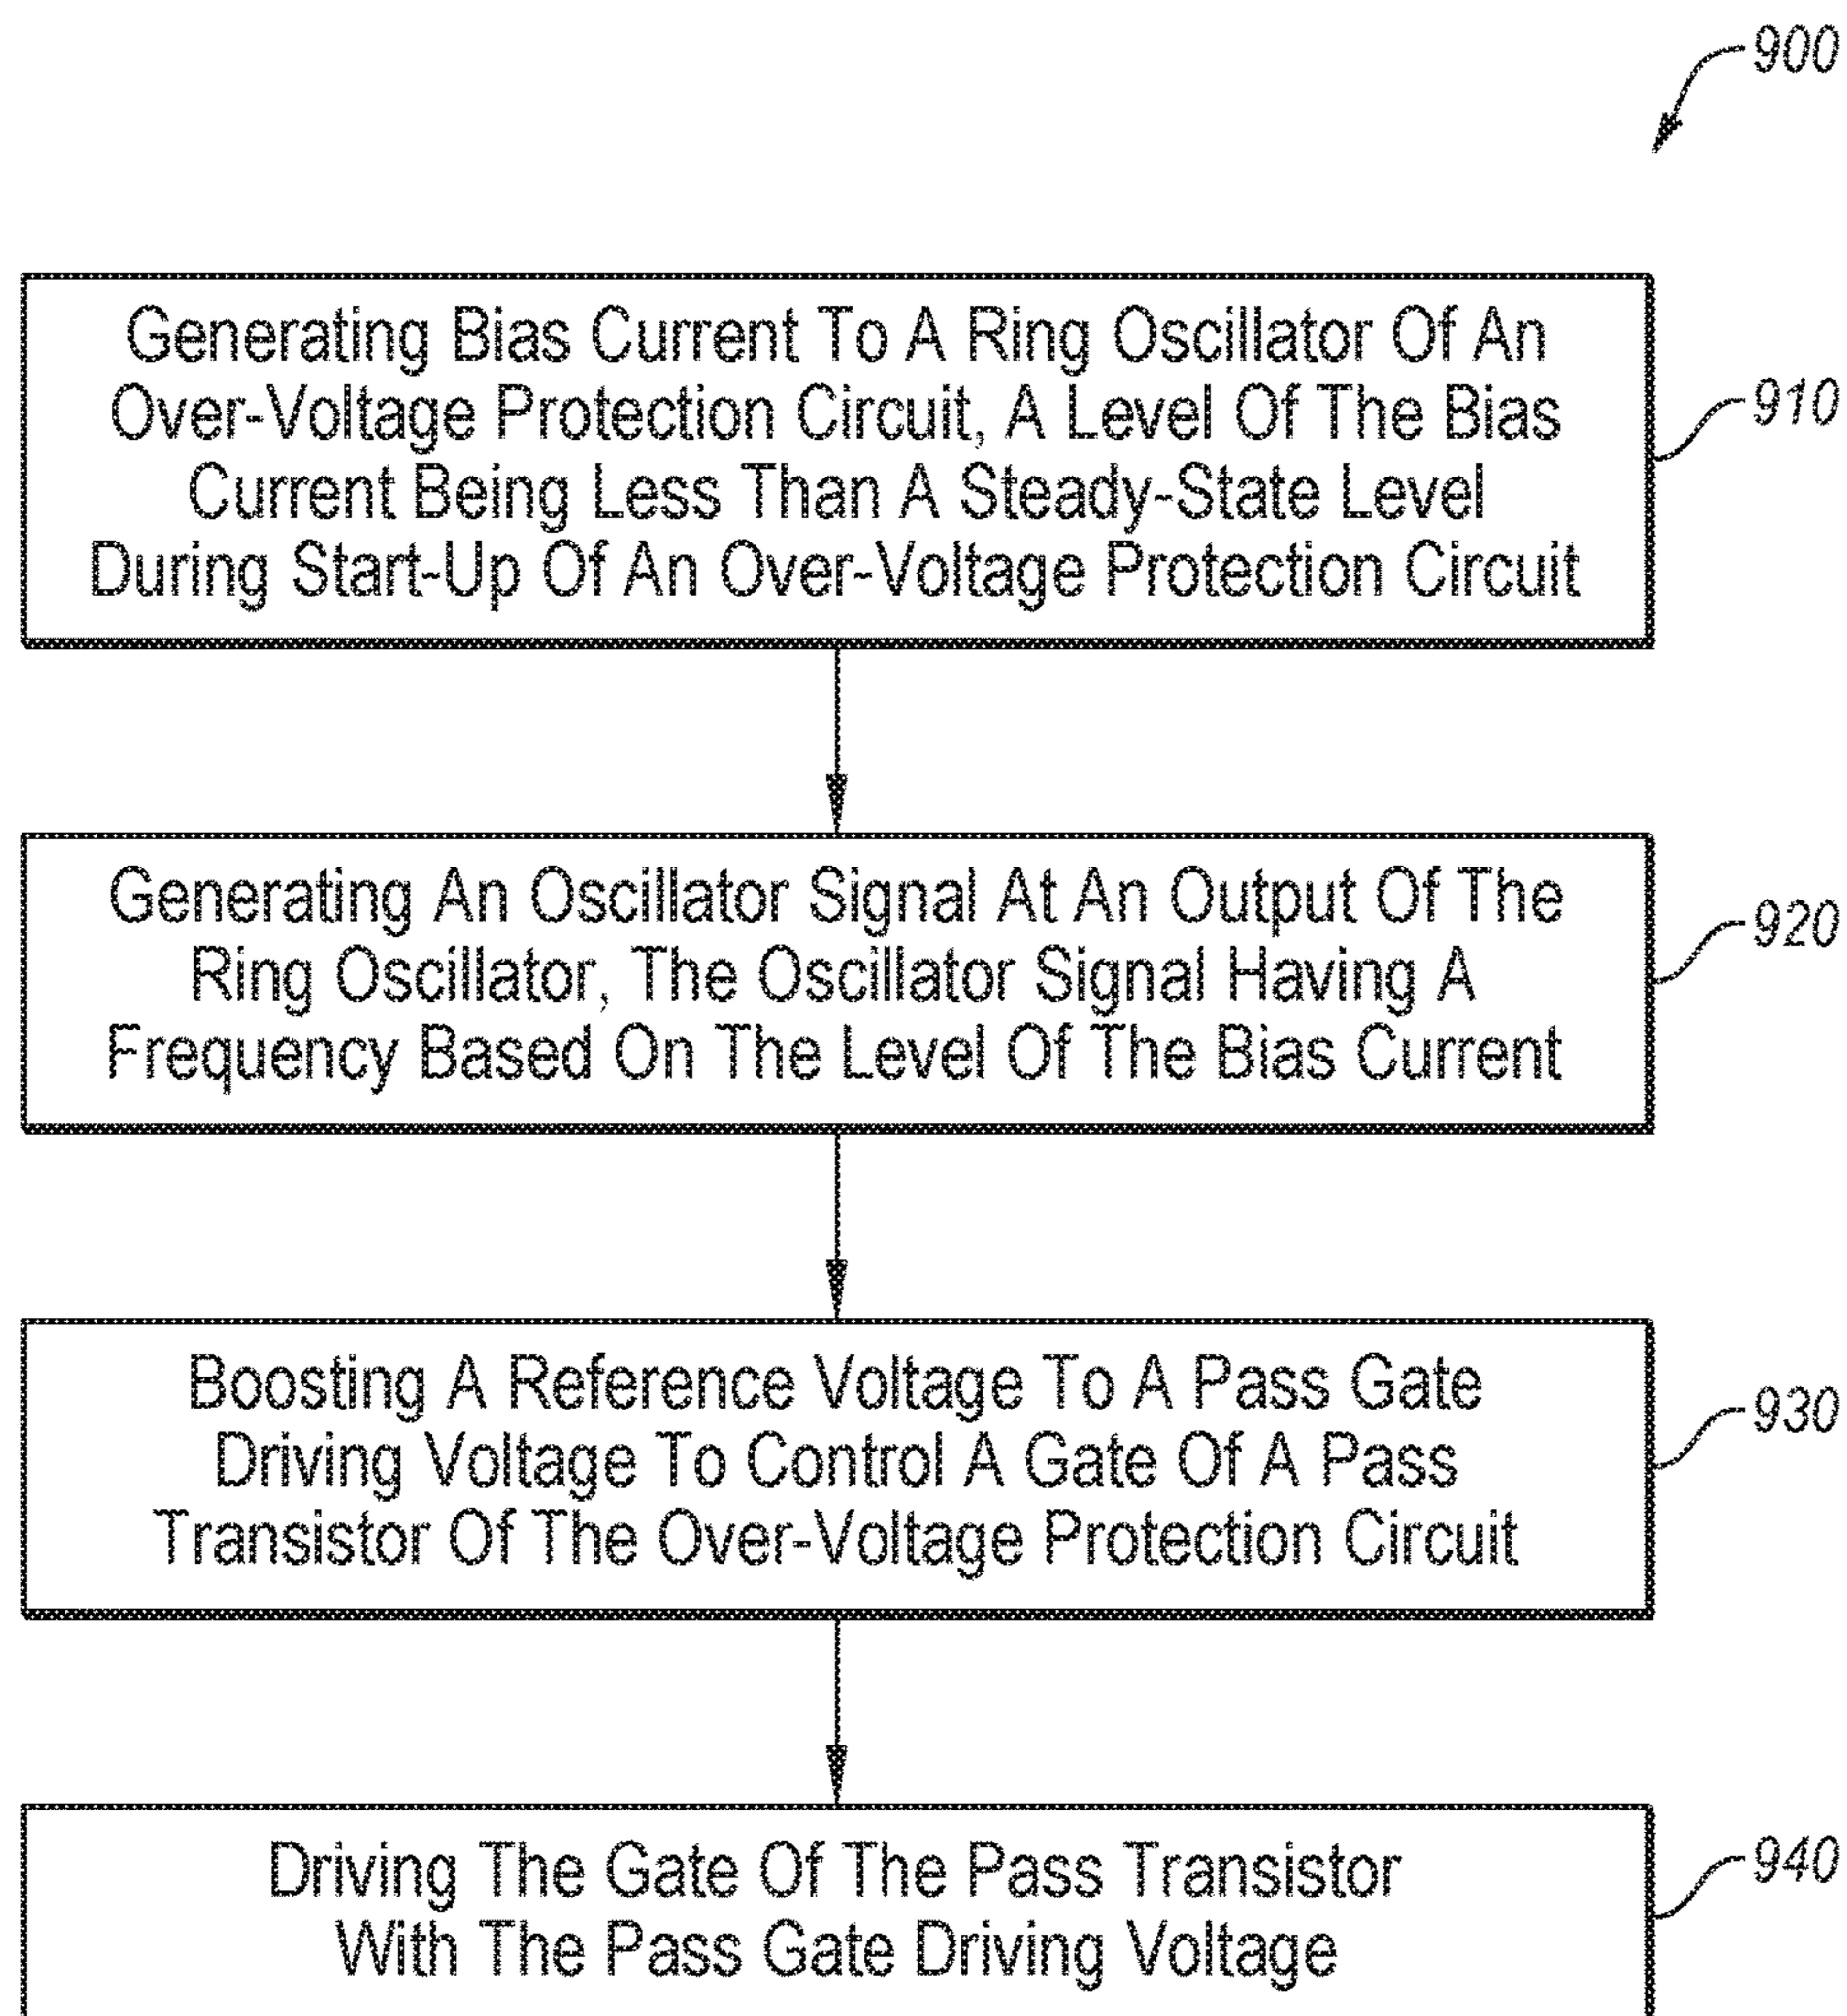 900
Generating Bias Current To A Ring Oscillator Of An
Over-Voltage Protection Circuit, A Level Of The Bias
Current Being Less Than A Steady-State Level
During Start-Up Of An Over-Voltage Protection Circuit
910
Generating An Oscillator Signal At An Output Of The
Ring Oscillator, The Oscillator Signal Having A
Frequency Based On The Level Of The Bias Current
920
Boosting A Reference Voltage To A Pass Gate
Driving Voltage To Control A Gate Of A Pass
Transistor Of The Over-Voltage Protection Circuit
930
Driving The Gate Of The Pass Transistor
With The Pass Gate Driving Voltage
940